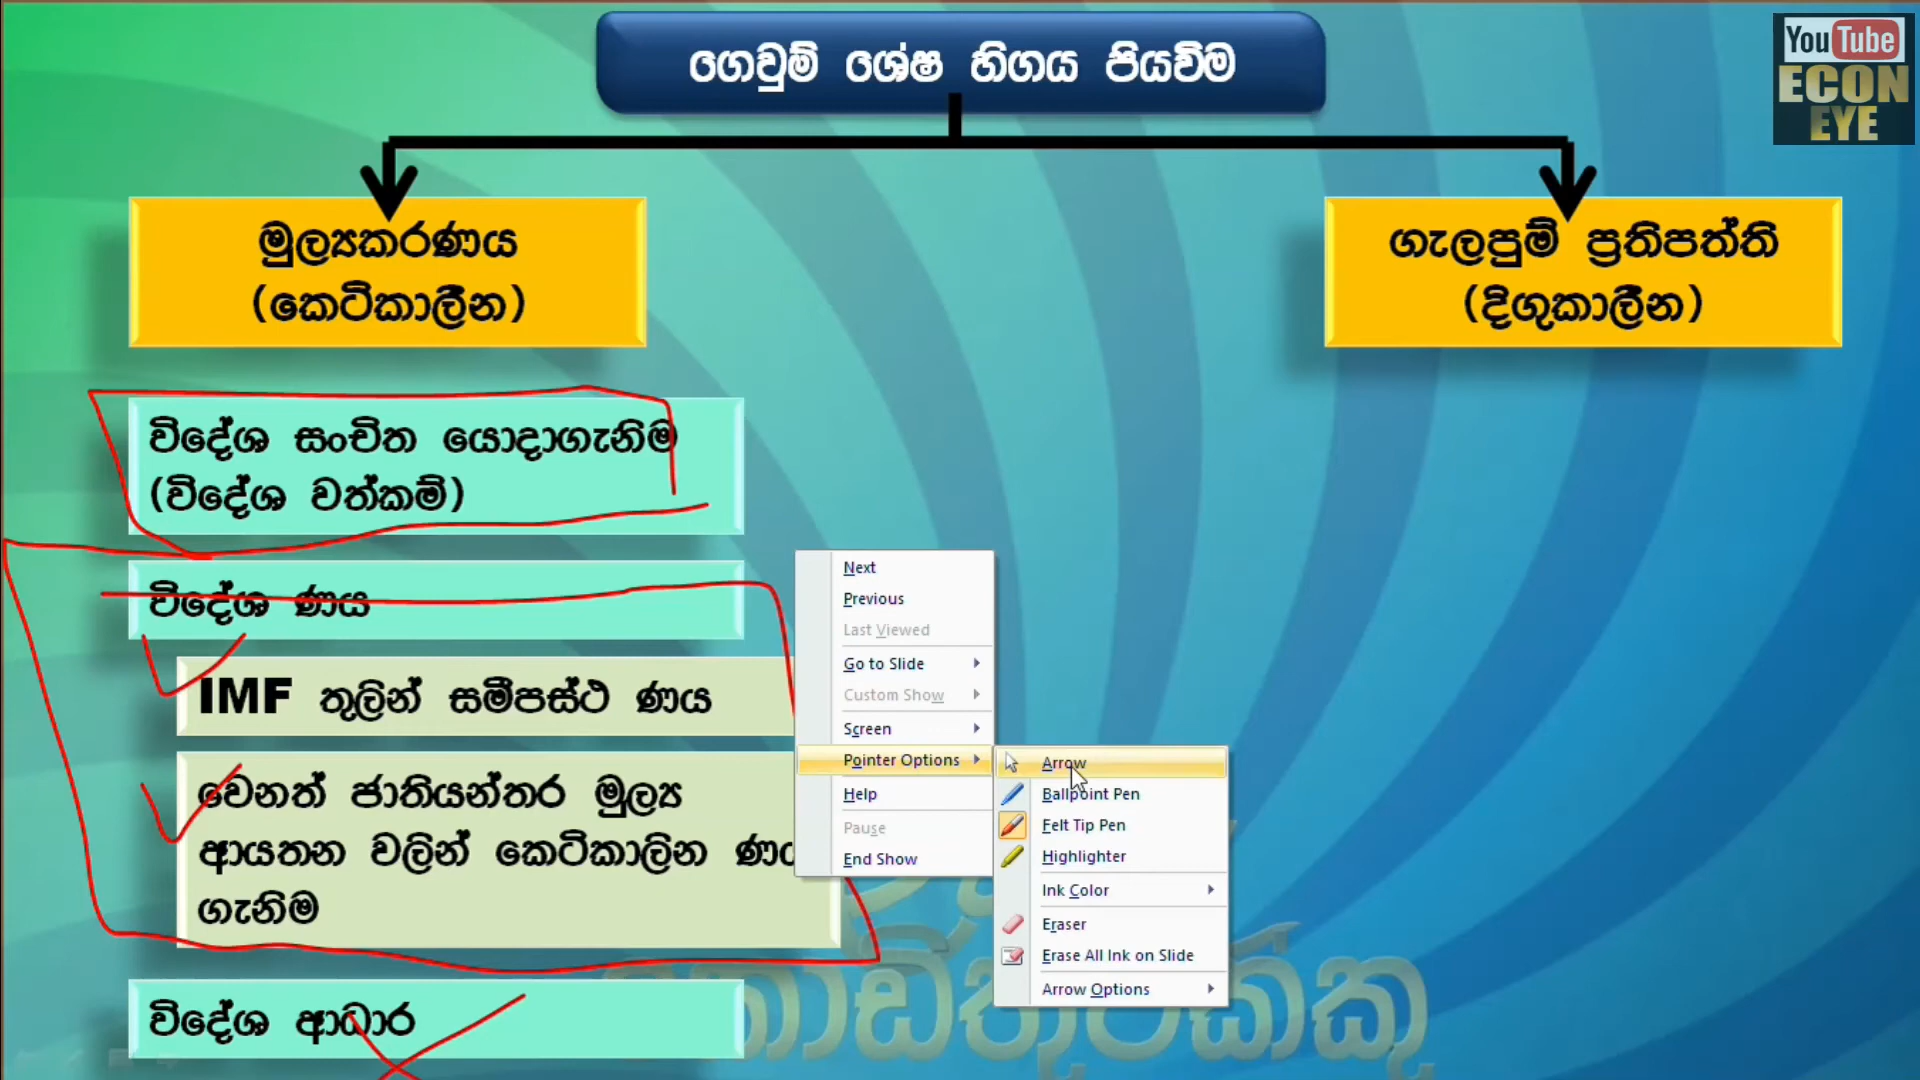 ගෙවුම් ශේෂ හිගය පියවීම
You Tube
ECON
EYE
මුල්‍යකරණය
(කෙටිකාලීන)
ගැලපුම් ප්‍රතිපත්ති
(දිගුකාලීන)
විදේශ සංචිත යොදාගැනිම
(විදේශ වත්කම්)
විදේශ ණය
IMF තුලින් සමීපස්ථ ණය
වෙනත් ජාතියන්තර මුල්‍ය
ආයතන වලින් කෙටිකාලින
ගැනිම
විදේශ ආධාර
Next
Previous
Last Viewed
Go to Slide
Custom Show
Screen
Pointer Options
Help
Pause
End Show
Arrow
Ballpoint Pen
Felt Tip Pen
Highlighter
Ink Color
Eraser
Erase All Ink on Slide
Arrow Options